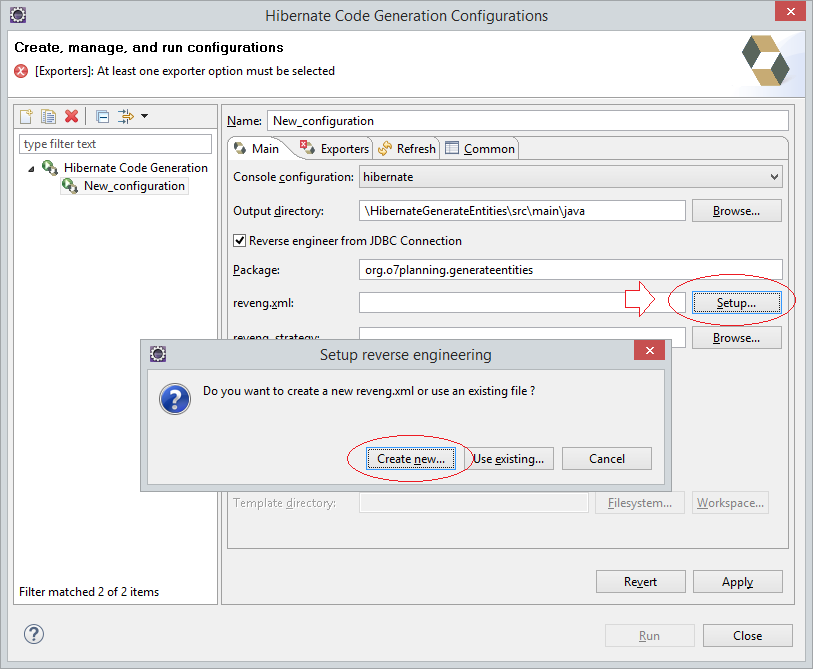 Hibernate Code Generation Configurations
Create, manage, and run configurations
[Exporters]: At least one exporter option must be selected
type filter text
Hibernate Code Generation
New_configuration
Filter matched 2 of 2 items
Name: New_configuration
Main Exporters Refresh Common
Console configuration: hibernate
Output directory: \HibernateGenerateEntities\src\main\java Browse...
Reverse engineer from JDBC Connection
Package: org.o7planning.generateentities
reveng.xml: Setup...
reveng. strategy: Browse...
Setup reverse engineering
Do you want to create a new reveng.xml or use an existing file ?
Create new... Use existing... Cancel
Template directory: Filesystem... Workspace...
Revert Apply
Run Close